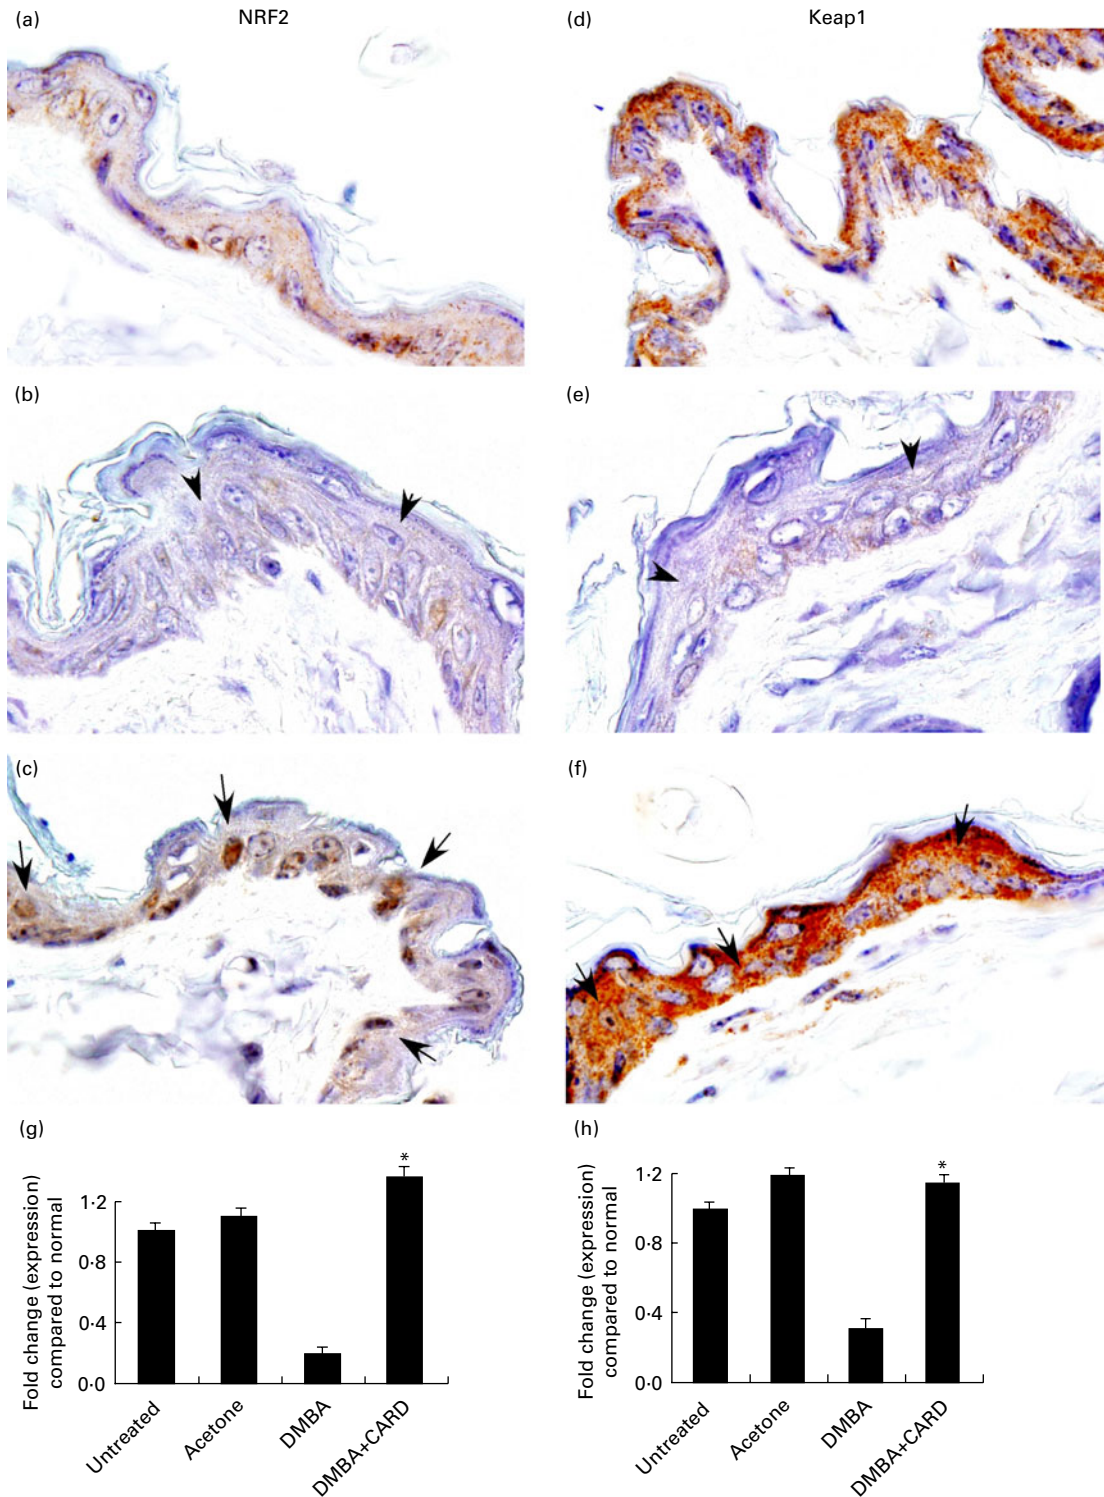 (a) NRF2
(d) Keap1
(b)
(e)
(c)
(f)
(g)
Fold change (expression)
compared to normal
1·2
0·8
0·4
0·0
*
Untreated
Acetone
DMBA
DMBA+CARD
(h)
Fold change (expression)
compared to normal
1·2
0·8
0·4
0·0
*
Untreated
Acetone
DMBA
DMBA+CARD